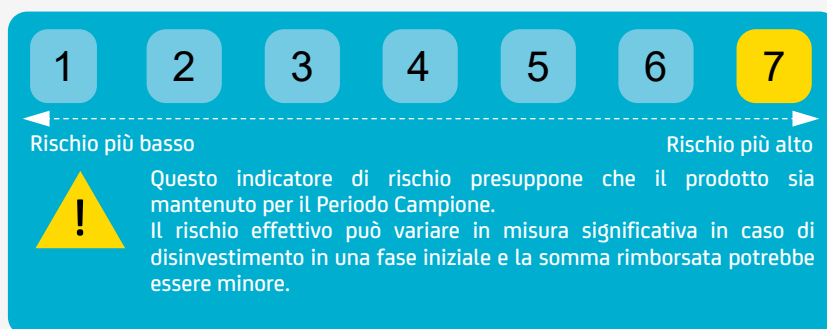 1 2 3 4 5 6 7
Rischio più basso Rischio più alto
!
Questo indicatore di rischio presuppone che il prodotto sia
mantenuto per il Periodo Campione.
Il rischio effettivo può variare in misura significativa in caso di
disinvestimento in una fase iniziale e la somma rimborsata potrebbe
essere minore.